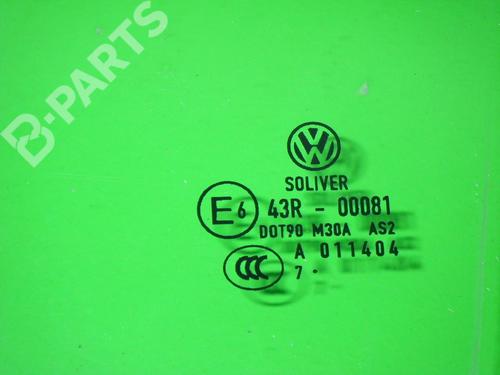 B-PARTS
VW
SOLIVER
E6 43R - 00081
DOT90 M30A AS2
CCC A 011404
7 ·